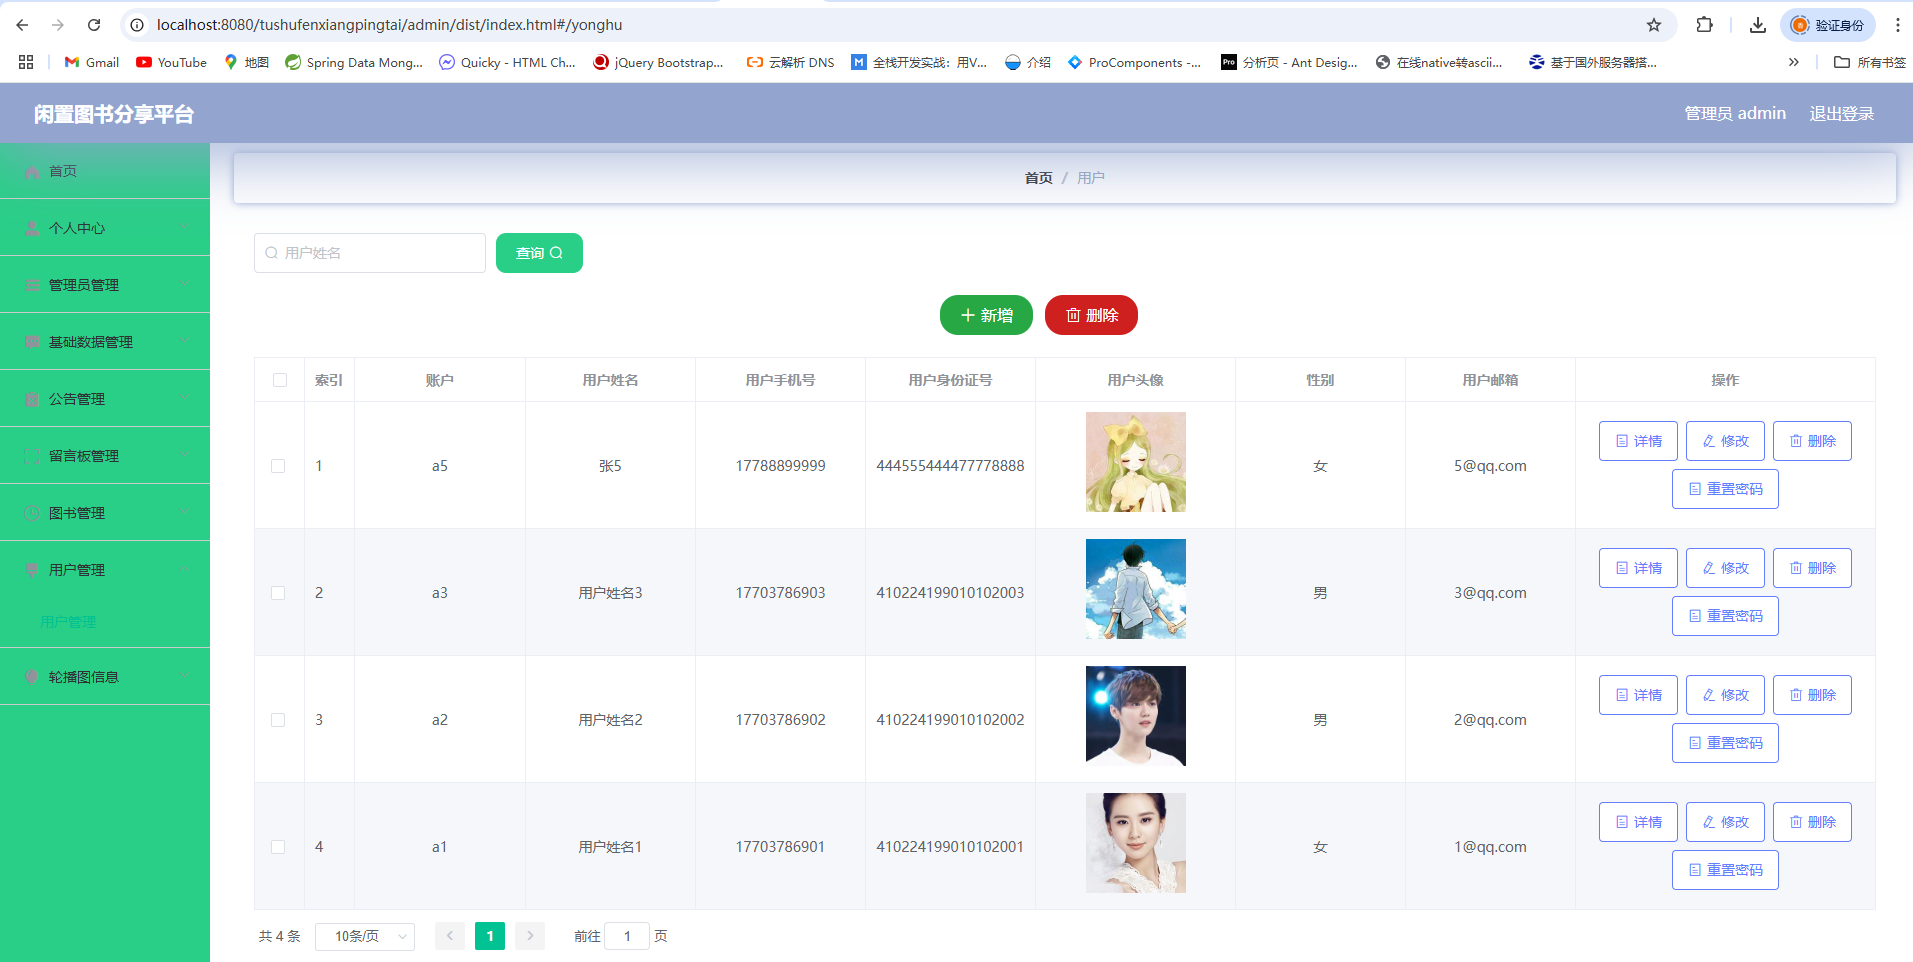 localhost:8080/tushufenxiangpingtai/admin/dist/index.html#/yonghu
验证身份
Gmail
YouTube
地图
Spring Data Mong...
Quicky - HTML Ch...
jQuery Bootstrap...
云解析 DNS
全栈开发实战：用V...
介绍
ProComponents -...
Pro
分析页 - Ant Desig...
在线native转ascii...
基于国外服务器搭...
所有书签
闲置图书分享平台
管理员 admin
退出登录
首页
个人中心
管理员管理
基础数据管理
公告管理
留言板管理
图书管理
用户管理
用户管理
轮播图信息
首页 / 用户
用户姓名
查询
新增
删除
索引 账户 用户姓名 用户手机号 用户身份证号 用户头像 性别 用户邮箱 操作
1 a5 张5 17788899999 444555444477778888 女 5@qq.com 详情 修改 删除
重置密码
2 a3 用户姓名3 17703786903 410224199010102003 男 3@qq.com 详情 修改 删除
重置密码
3 a2 用户姓名2 17703786902 410224199010102002 男 2@qq.com 详情 修改 删除
重置密码
4 a1 用户姓名1 17703786901 410224199010102001 女 1@qq.com 详情 修改 删除
重置密码
共 4 条 10条/页 1 前往 1 页